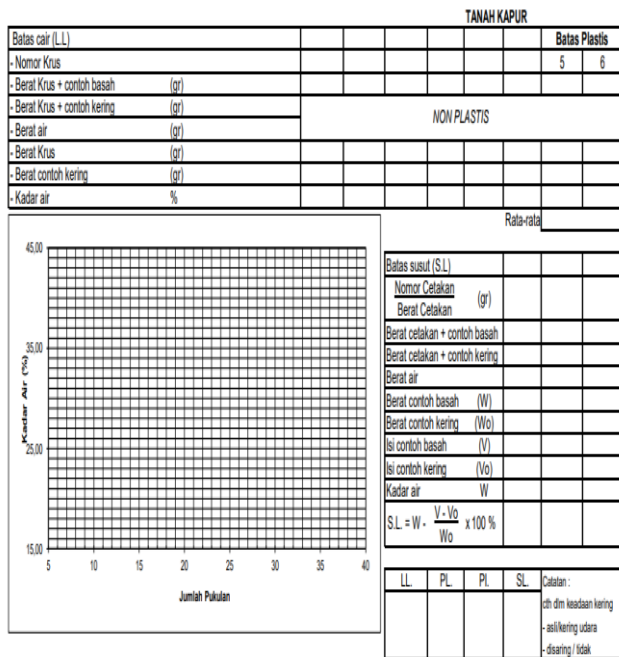 TANAH KAPUR
Batas cair (L.L) Batas Plastis
- Nomor Krus 5 6
- Berat Krus + contoh basah (gr)
- Berat Krus + contoh kering (gr)
NON PLASTIS
- Berat air (gr)
- Berat Krus (gr)
- Berat contoh kering (gr)
- Kadar air %
Rata-rata
45,00
35,00
25,00
15,00
Kadar Air (%)
5 10 15 20 25 30 35 40
Jumlah Pukulan
Batas susut (S.L)
Nomor Cetakan
(gr)
Berat Cetakan
Berat cetakan + contoh basah
Berat cetakan + contoh kering
Berat air
Berat contoh basah (W)
Berat contoh kering (Wo)
Isi contoh basah (V)
Isi contoh kering (Vo)
Kadar air W
S.L. = W - V - Vo x 100 %
Wo
LL. PL. PI. SL. Catatan :
cth dlm keadaan kering
- asli/kering udara
- disaring / tidak